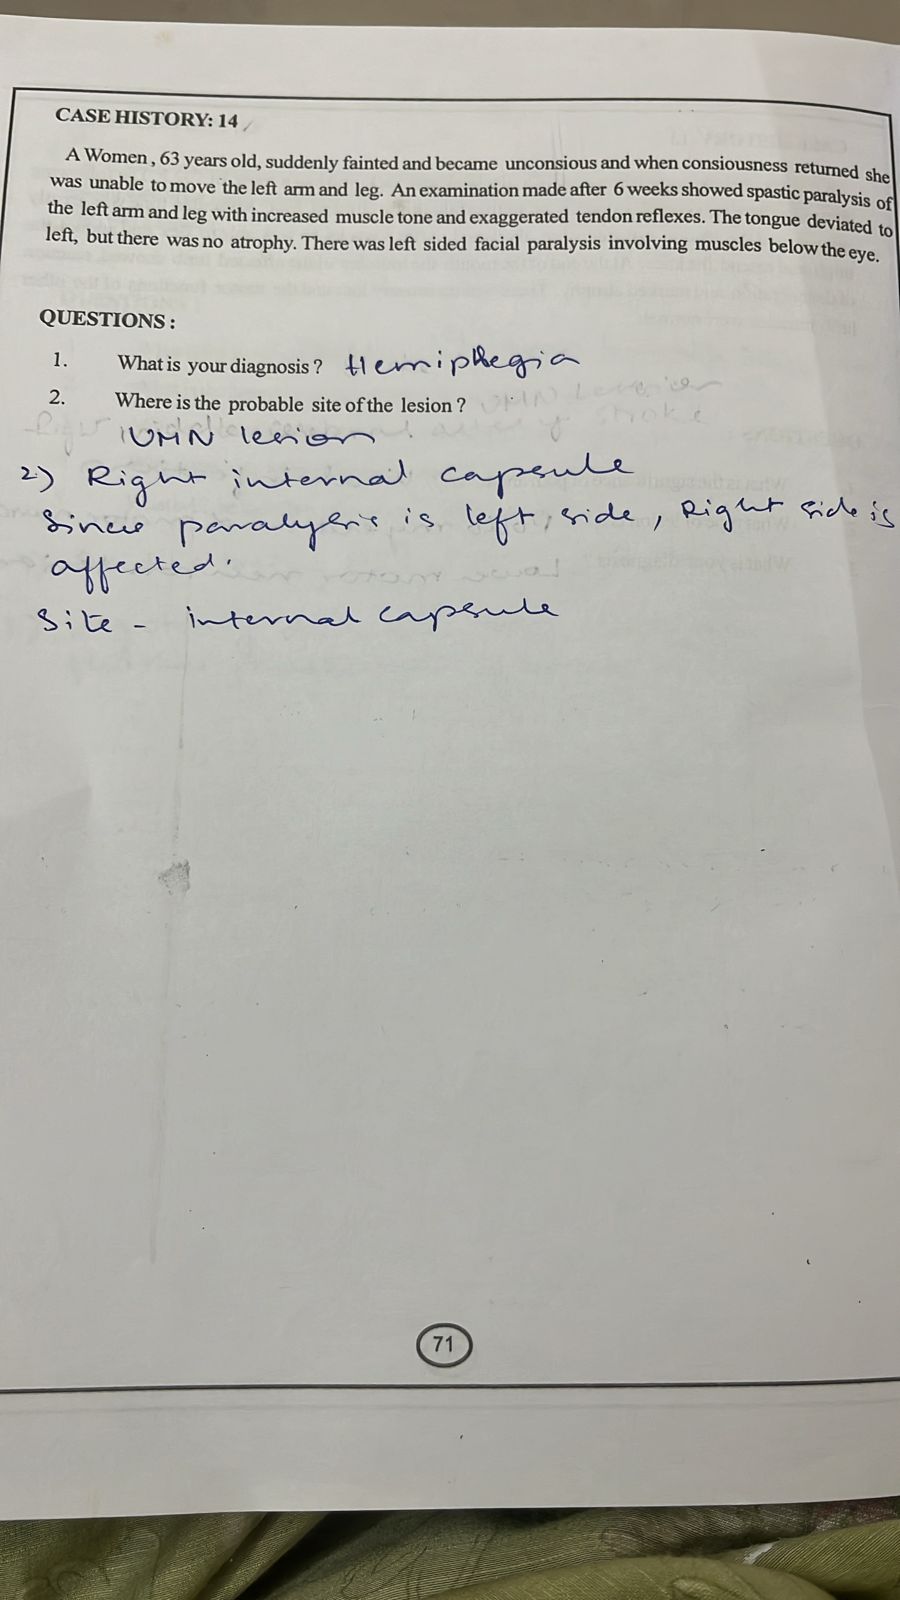 CASE HISTORY: 14
A Women, 63 years old, suddenly fainted and became unconsious and when consiousness returned she
was unable to move the left arm and leg. An examination made after 6 weeks showed spastic paralysis of
the left arm and leg with increased muscle tone and exaggerated tendon reflexes. The tongue deviated to
left, but there was no atrophy. There was left sided facial paralysis involving muscles below the eye.
QUESTIONS :
1. What is your diagnosis ? Hemiplegia
2. Where is the probable site of the lesion ?
UMN lesion
2) Right internal capsule
Since paralysis is left side, Right side is
affected.
Site - internal capsule
71